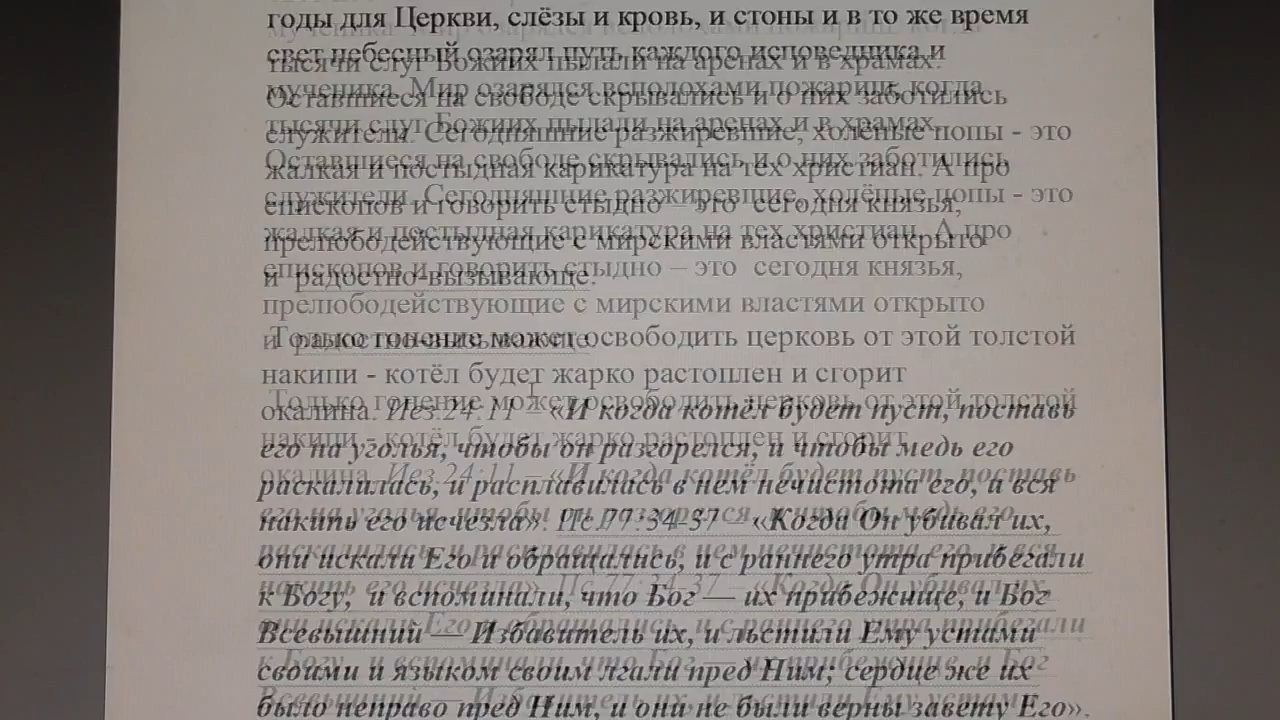 годы для Церкви, слёзы и кровь, и стоны и в то же время
свет небесный озарял путь каждого исповедника и
мученика. Мир озарялся всполохами пожарищ, когда
тысячи слуг Божиих пылали на аренах и в храмах.
Оставшиеся на свободе скрывались и о них заботились
служители. Сегодняшние разжиревшие, холёные попы - это
жалкая и постыдная карикатура на тех христиан. А про
епископов и говорить стыдно – это сегодня князья,
прелюбодействующие с мирскими властями открыто
и радостно-вызывающе.
Только гонение может освободить церковь от этой толстой
накипи - котёл будет жарко растоплен и сгорит
окалина. Иез.24:11 – «И когда котёл будет пуст, поставь
его на уголья, чтобы он разгорелся, и чтобы медь его
раскалилась, и расплавилась в нем нечистота его, и вся
накипь его исчезла». Пс.77:34-37 – «Когда Он убивал их,
они искали Его и обращались, и с раннего утра прибегали
к Богу, и вспоминали, что Бог — их прибежище, и Бог
Всевышний — Избавитель их, и льстили Ему устами
своими и языком своим лгали пред Ним; сердце же их
было неправо пред Ним, и они не были верны завету Его».